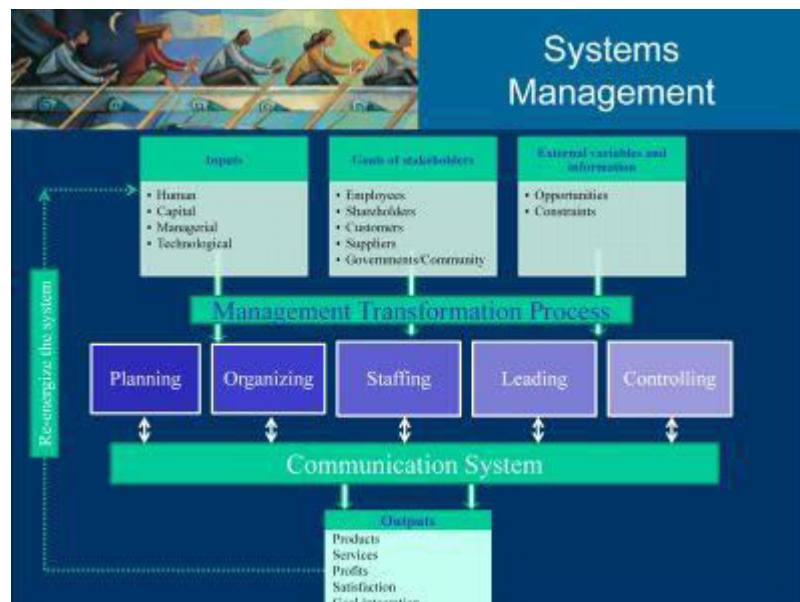 Systems
Management
Inputs
• Human
• Capital
• Managerial
• Technological
Goals of stakeholders
• Employees
• Shareholders
• Customers
• Suppliers
• Governments/Community
External variables and
information
• Opportunities
• Constraints
Re-energize the system
Management Transformation Process
Planning
Organizing
Staffing
Leading
Controlling
Communication System
Outputs
Products
Services
Profits
Satisfaction
Goal integration